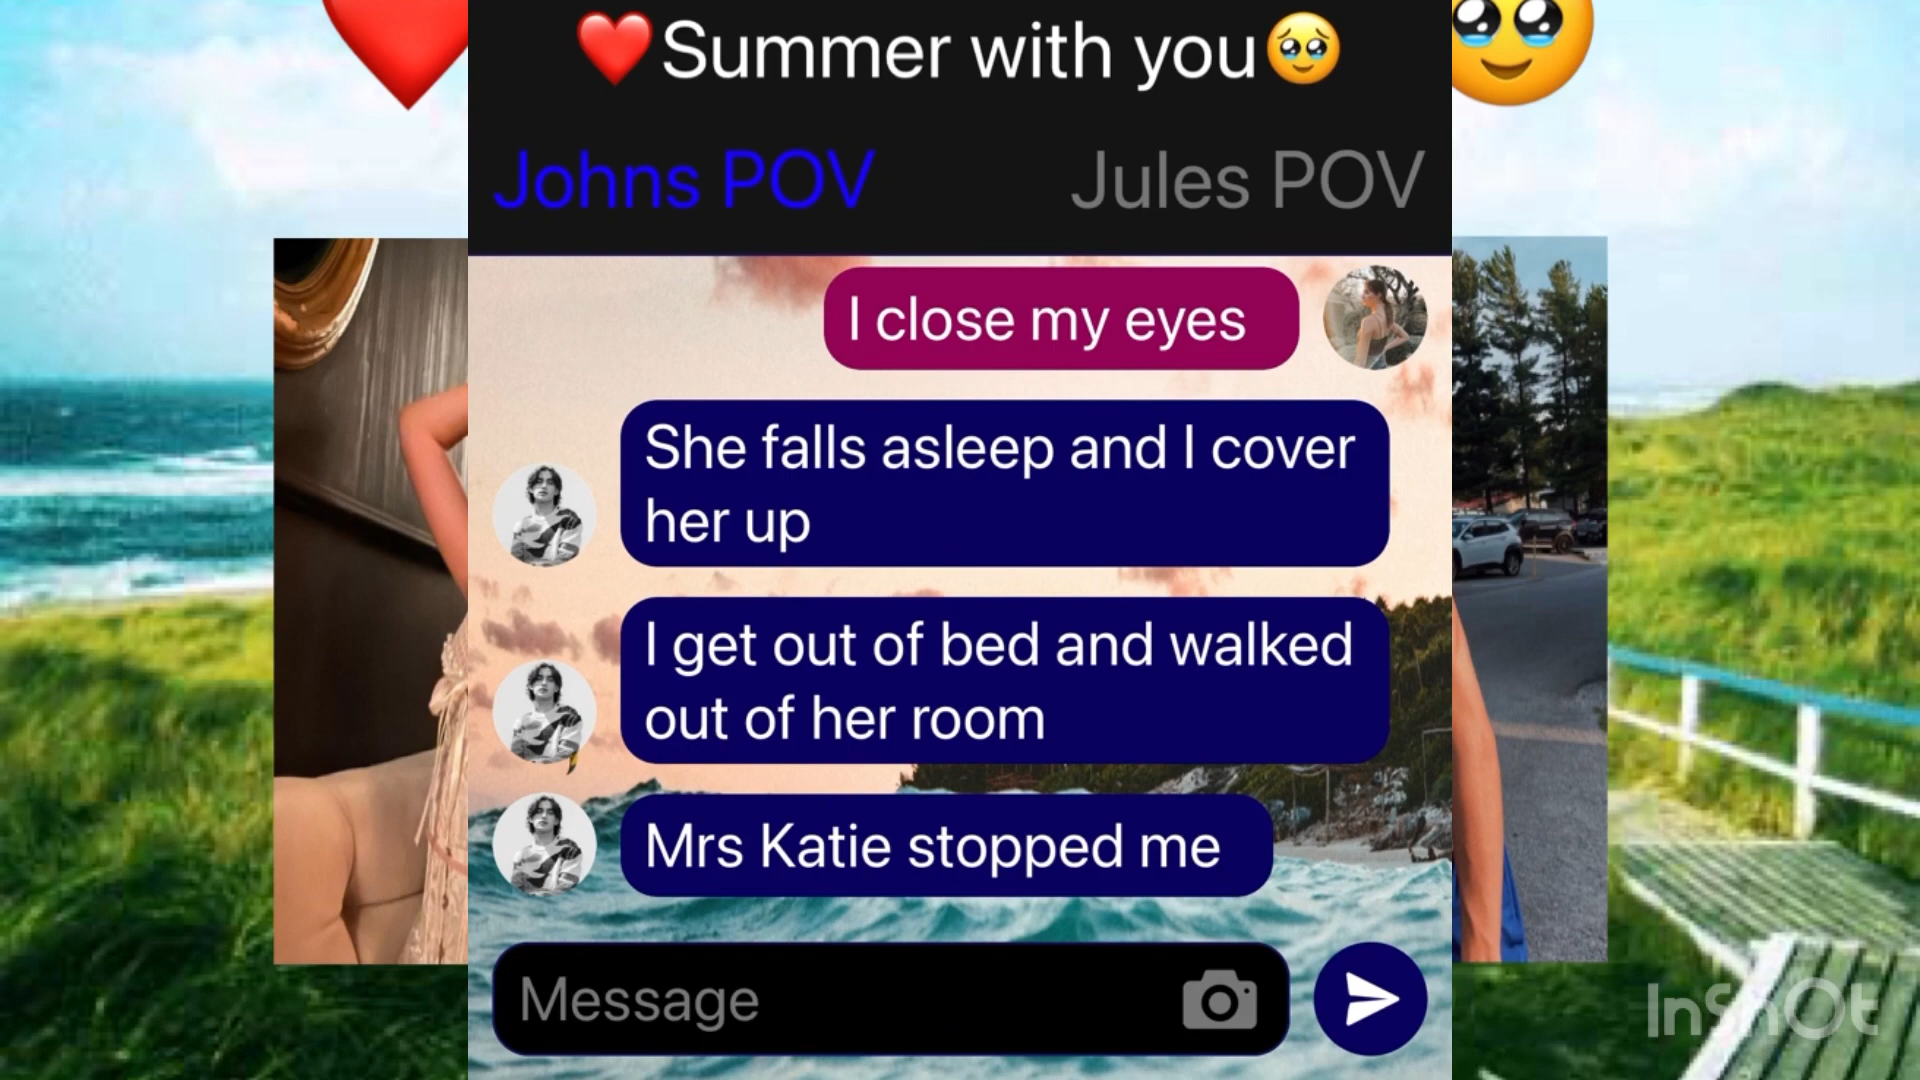 ❤️Summer with you🥹
Johns POV
Jules POV
I close my eyes
She falls asleep and I cover
her up
I get out of bed and walked
out of her room
Mrs Katie stopped me
Message
InShOt